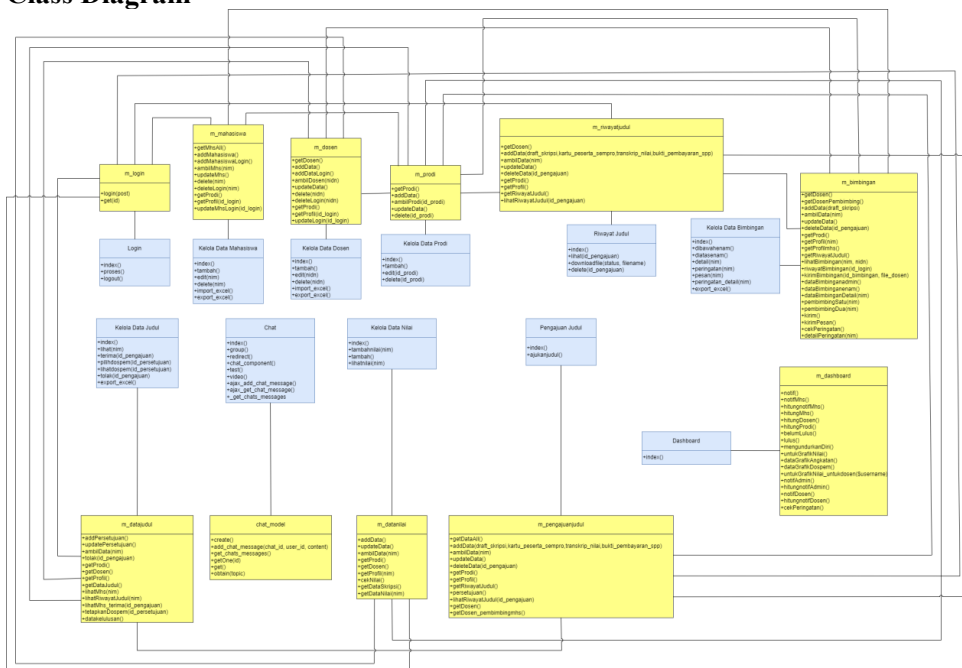 Class Diagram
m_mahasiswa
+getMhsAll()
+addMahasiswa()
+addMahasiswaLogin()
+ambilMhs(nim)
+updateMhs()
+delete(nim)
+deleteLogin(nim)
+getProdi()
+getProfil(id_login)
+updateMhsLogin(id_login)
m_dosen
+getDosen()
+addData()
+addDataLogin()
+ambilDosen(nidn)
+updateData()
+delete(nidn)
+deleteLogin(nidn)
+getProdi()
+getProfil(id_login)
+updateLogin(id_login)
m_riwayatjudul
+getDosen()
+addData(draft_skripsi,kartu_peserta_sempro,transkrip_nilai,bukti_pembayaran_spp)
+ambilData(nim)
+updateData()
+deleteData(id_pengajuan)
+getProdi()
+getProfil()
+getRiwayatJudul()
+lihatRiwayatJudul(id_pengajuan)
m_login
+login(post)
+get(id)
m_prodi
+getProdi()
+addData()
+ambilProdi(id_prodi)
+updateData()
+delete(id_prodi)
m_bimbingan
+getDosen()
+getDosenPembimbing()
+addData(draft_skripsi)
+ambilData(nim)
+updateData()
+deleteData(id_pengajuan)
+getProdi()
+getProfil(nim)
+getProfilmhs()
+getRiwayatJudul()
+lihatBimbingan(nim, nidn)
+riwayatBimbingan(id_login)
+kirimBimbingan(id_bimbingan, file_dosen)
+dataBimbinganadmin()
+dataBimbinganenam()
+dataBimbinganDetail(nim)
+pembimbingSatu(nim)
+pembimbingDua(nim)
+kirim()
+kirimPesan()
+cekPeringatan()
+detailPeringatan(nim)
Login
+index()
+proses()
+logout()
Kelola Data Mahasiswa
+index()
+tambah()
+edit(nim)
+delete(nim)
+import_excel()
+export_excel()
Kelola Data Dosen
+index()
+tambah()
+edit(nidn)
+delete(nidn)
+import_excel()
+export_excel()
Kelola Data Prodi
+index()
+tambah()
+edit(id_prodi)
+delete(id_prodi)
Riwayat Judul
+index()
+lihat(id_pengajuan)
+downloadfile(status, filename)
+delete(id_pengajuan)
Kelola Data Bimbingan
+index()
+dibawahenam()
+diatasenam()
+detail(nim)
+peringatan(nim)
+pesan(nim)
+peringatan_detail(nim)
+export_excel()
Kelola Data Judul
+index()
+lihat(nim)
+terima(id_pengajuan)
+pilihdospem(id_persetujuan)
+lihatdospem(id_persetujuan)
+tolak(id_pengajuan)
+export_excel()
Chat
+index()
+group()
+redirect()
+chat_component()
+text()
+video()
+ajax_add_chat_message()
+ajax_get_chat_message()
+_get_chats_messages
Kelola Data Nilai
+index()
+tambahnilai(nim)
+tambah()
+lihatnilai(nim)
Pengajuan Judul
+index()
+ajukanjudul()
m_dashboard
+notif()
+notifMhs()
+hitungnotifMhs()
+hitungMhs()
+hitungDosen()
+hitungProdi()
+belumLulus()
+lulus()
+mengundurkanDiri()
+untukGrafikNilai()
+dataGrafikAngkatan()
+dataGrafikDospem()
+untukGrafikNilai_untukdosen($username)
+notifAdmin()
+hitungnotifAdmin()
+notifDosen()
+hitungnotifDosen()
+cekPeringatan()
Dashboard
+index()
m_datajudul
+addPersetujuan()
+updatePersetujuan()
+ambilData(nim)
+tolak(id_pengajuan)
+getProdi()
+getDosen()
+getProfil()
+getDataJudul()
+lihatMhs(nim)
+lihatRiwayatJudul(nim)
+lihatMhs_terima(id_pengajuan)
+tetapkanDospem(id_persetujuan)
+datakelulusan()
chat_model
+create()
+add_chat_message(chat_id, user_id, content)
+get_chats_messages()
+getOne(id)
+get()
+obtain(topic)
m_datanilai
+addData()
+updateData()
+ambilData(nim)
+getProdi()
+getDosen()
+getProfil(nim)
+cekNilai()
+getDataSkripsi()
+getDataNilai(nim)
m_pengajuanjudul
+getDataAll()
+addData(draft_skripsi,kartu_peserta_sempro,transkrip_nilai,bukti_pembayaran_spp)
+ambilData(nim)
+updateData()
+deleteData(id_pengajuan)
+getProdi()
+getProfil()
+getRiwayatJudul()
+persetujuan()
+lihatRiwayatJudul(id_pengajuan)
+getDosen()
+getDosen_pembimbingmhs()